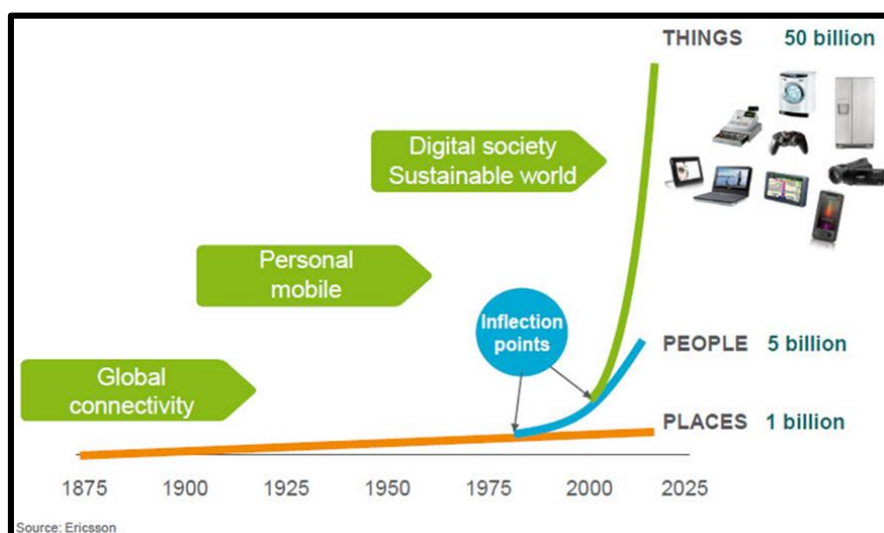 THINGS 50 billion
Digital society
Sustainable world
Personal
mobile
Inflection
points
PEOPLE 5 billion
Global
connectivity
PLACES 1 billion
1875 1900 1925 1950 1975 2000 2025
Source: Ericsson